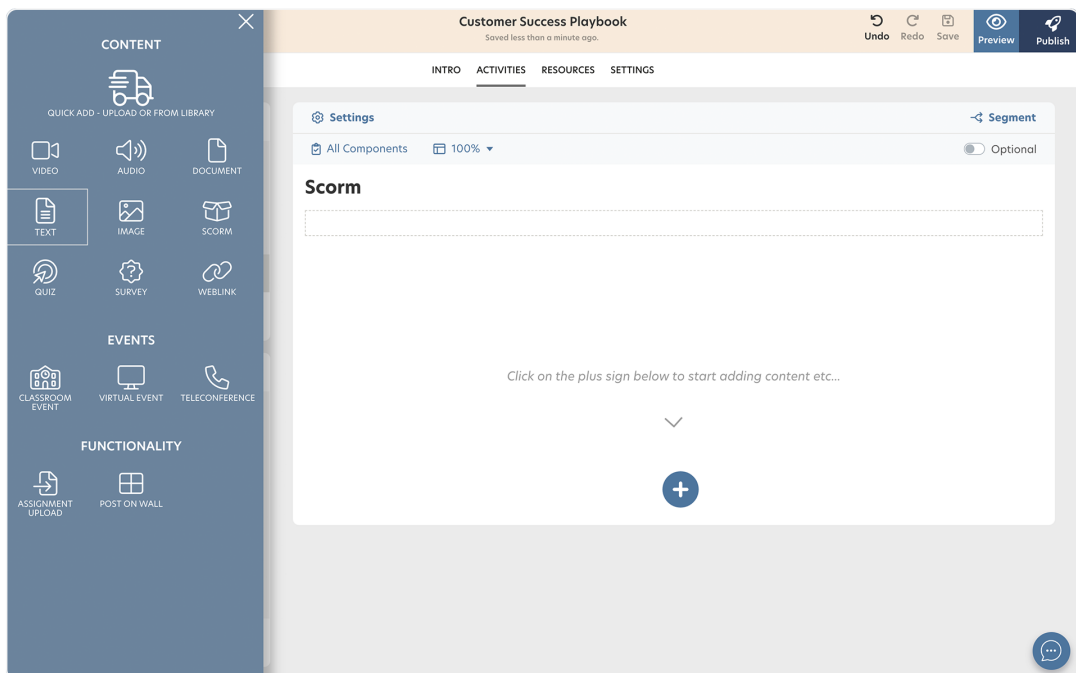 CONTENT
QUICK ADD - UPLOAD OR FROM LIBRARY
VIDEO
AUDIO
DOCUMENT
TEXT
IMAGE
SCORM
QUIZ
SURVEY
WEBLINK
EVENTS
CLASSROOM
EVENT
VIRTUAL EVENT
TELECONFERENCE
FUNCTIONALITY
ASSIGNMENT
UPLOAD
POST ON WALL
Customer Success Playbook
Saved less than a minute ago.
Undo
Redo
Save
Preview
Publish
INTRO
ACTIVITIES
RESOURCES
SETTINGS
Settings
Segment
All Components
100%
Optional
Scorm
Click on the plus sign below to start adding content etc...